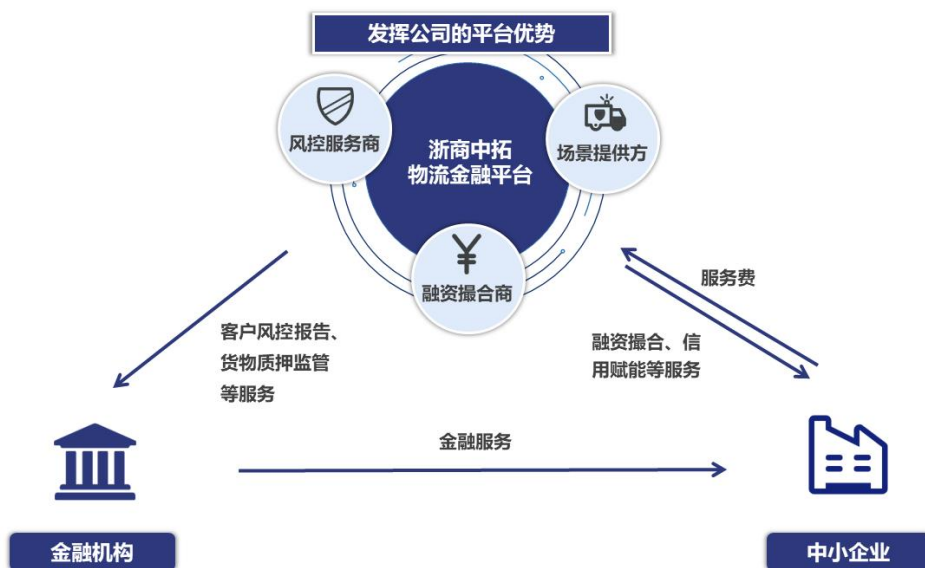 发挥公司的平台优势
风控服务商
浙商中拓
物流金融平台
场景提供方
¥
融资撮合商
服务费
客户风控报告、
货物质押监管
等服务
融资撮合、信
用赋能等服务
金融服务
金融机构
中小企业